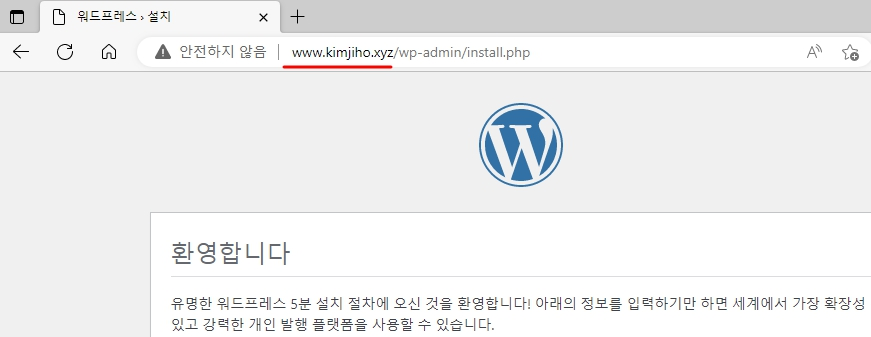 워드프레스 › 설치
안전하지 않음 www.kimjiho.xyz/wp-admin/install.php
환영합니다
유명한 워드프레스 5분 설치 절차에 오신 것을 환영합니다! 아래의 정보를 입력하기만 하면 세계에서 가장 확장성
있고 강력한 개인 발행 플랫폼을 사용할 수 있습니다.